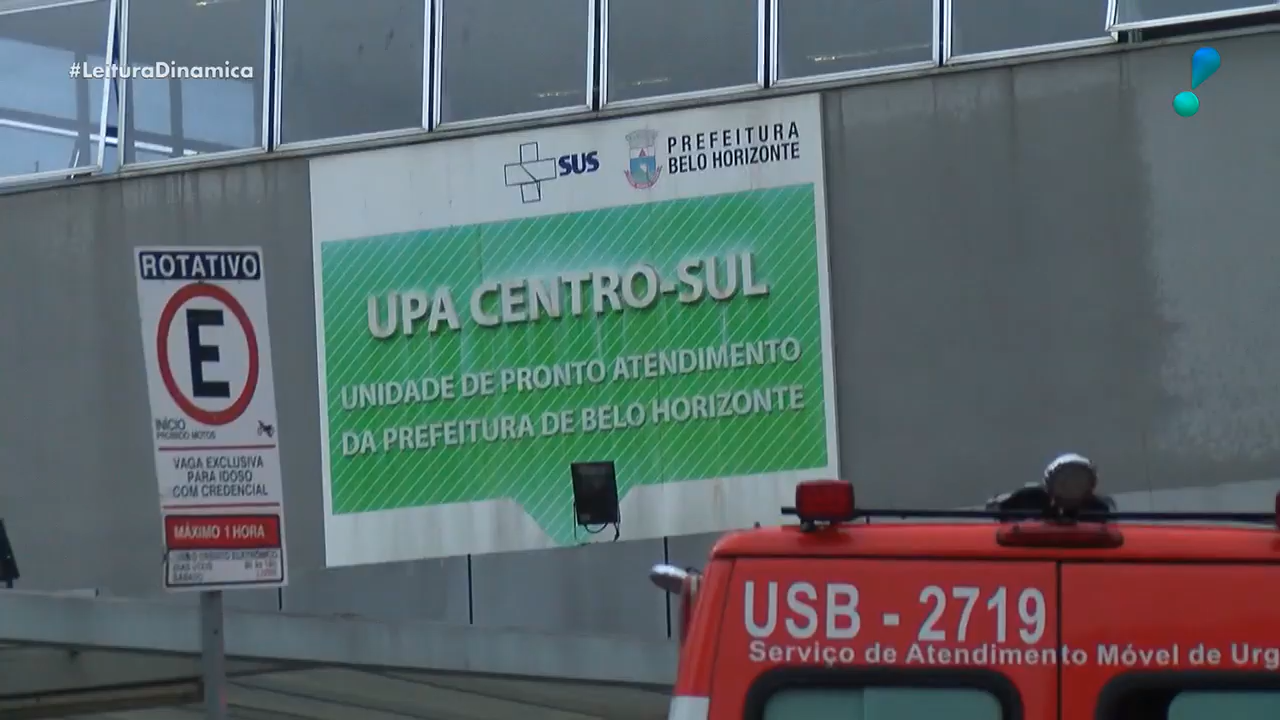 #LeituraDinamica
SUS
PREFEITURA
BELO HORIZONTE
UPA CENTRO-SUL
UNIDADE DE PRONTO ATENDIMENTO
DA PREFEITURA DE BELO HORIZONTE
ROTATIVO
E
INÍCIO
PROIBIDO MOTOS
VAGA EXCLUSIVA
PARA IDOSO
COM CREDENCIAL
MÁXIMO 1 HORA
USB - 2719
Serviço de Atendimento Móvel de Urg